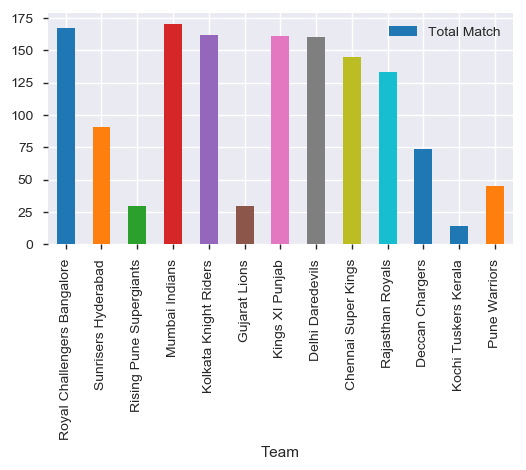 175
150
125
100
75
50
25
0
Total Match
Royal Challengers Bangalore
Sunrisers Hyderabad
Rising Pune Supergiants
Mumbai Indians
Kolkata Knight Riders
Gujarat Lions
Kings XI Punjab
Delhi Daredevils
Chennai Super Kings
Rajasthan Royals
Deccan Chargers
Kochi Tuskers Kerala
Pune Warriors
Team